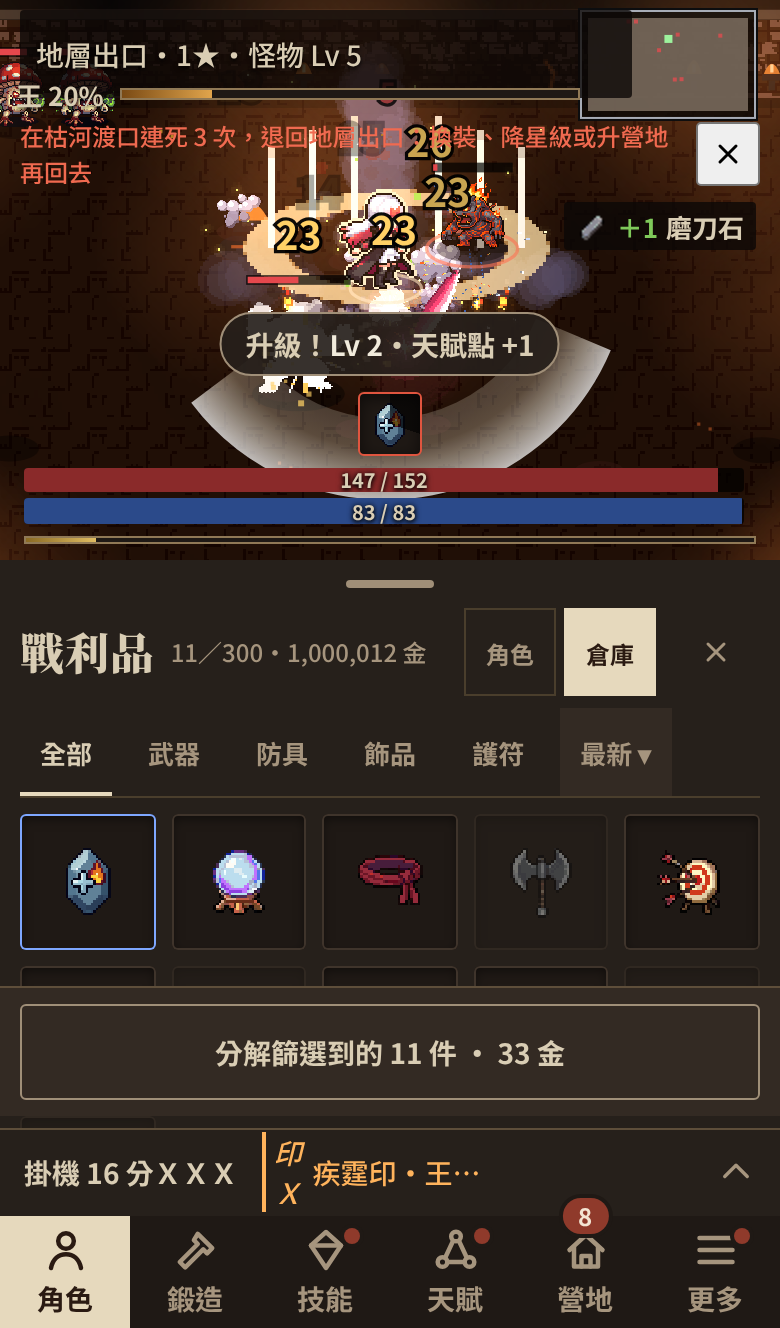 地層出口・1★・怪物 Lv 5
王 20%
在枯河渡口連死 3 次，退回地層出口・換裝、降星級或升營地
再回去
26
23
23
23
+1 磨刀石
升級！Lv 2・天賦點 +1
147 / 152
83 / 83
戰利品
11／300・1,000,012 金
角色
倉庫
全部
武器
防具
飾品
護符
最新▼
分解篩選到的 11 件 ・ 33 金
掛機 16 分ＸＸＸ
印
X
疾霆印・王…
8
角色
鍛造
技能
天賦
營地
更多